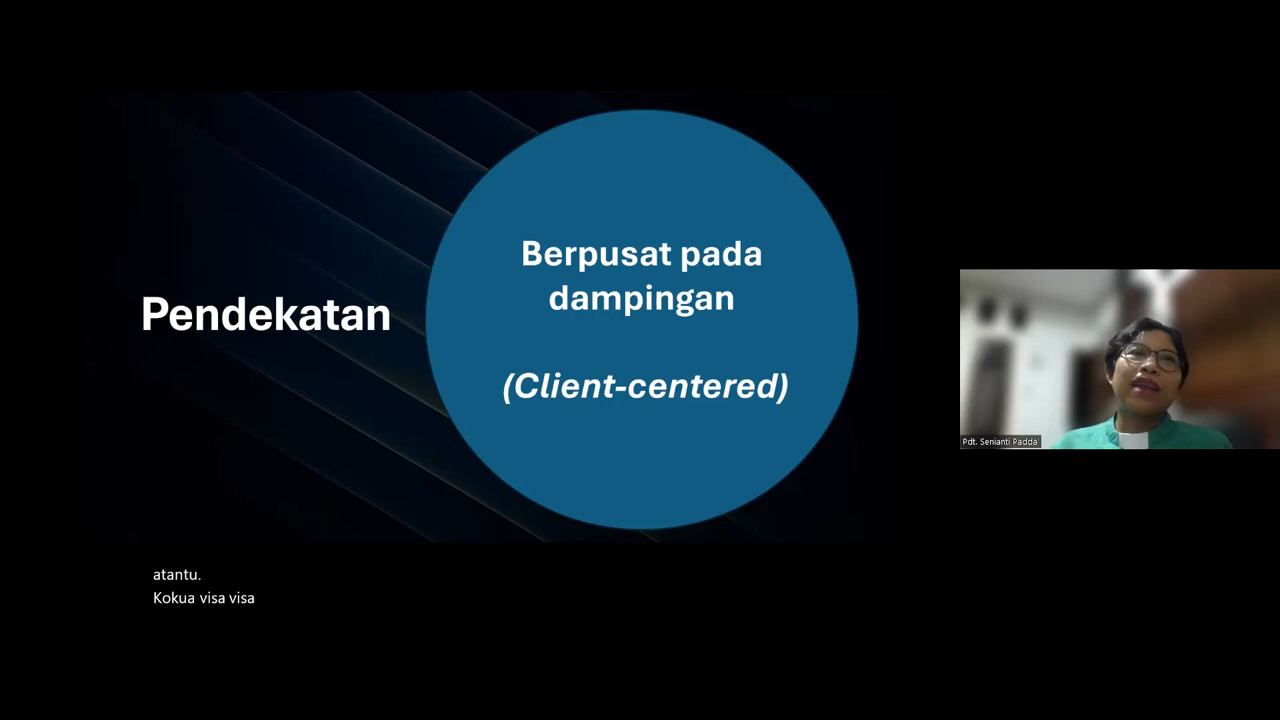 Pendekatan
Berpusat pada
dampingan
(Client-centered)
Pdt. Senianti Padda'
atantu.
Kokua visa visa